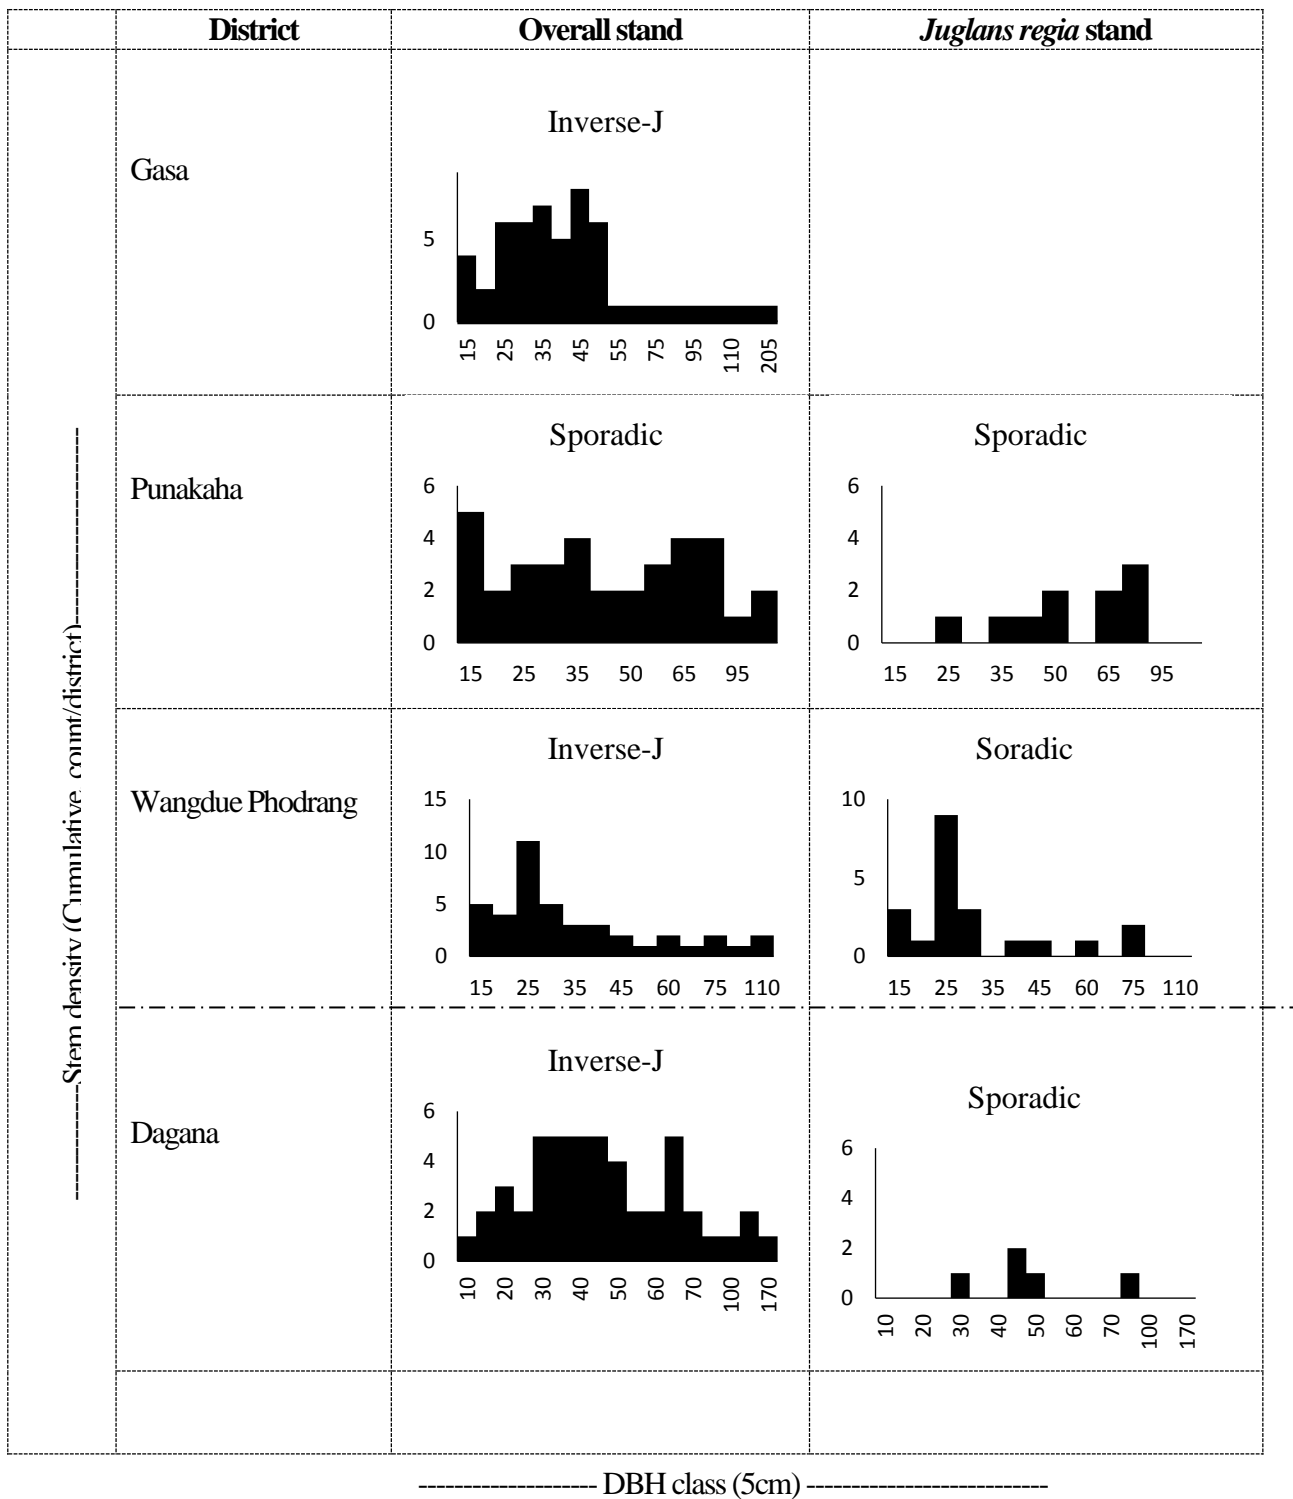 District Overall stand Juglans regia stand
Stem density (Cumulative, count/district)
Gasa
Inverse-J
5
0
15 25 35 45 55 75 95 110 205
Punakaha
Sporadic
6
4
2
0
15 25 35 50 65 95
Sporadic
6
4
2
0
15 25 35 50 65 95
Wangdue Phodrang
Inverse-J
15
10
5
0
15 25 35 45 60 75 110
Soradic
10
5
0
15 25 35 45 60 75 110
Dagana
Inverse-J
6
4
2
0
10 20 30 40 50 60 70 100 170
Sporadic
6
4
2
0
10 20 30 40 50 60 70 100 170
DBH class (5cm)